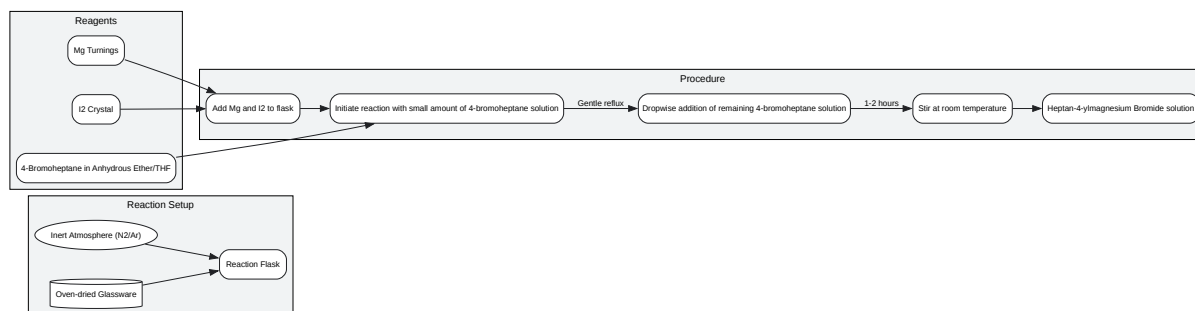 Reagents
Mg Turnings
I2 Crystal
4-Bromoheptane in Anhydrous Ether/THF
Procedure
Add Mg and I2 to flask
Initiate reaction with small amount of 4-bromoheptane solution
Gentle reflux
Dropwise addition of remaining 4-bromoheptane solution
1-2 hours
Stir at room temperature
Heptan-4-ylmagnesium Bromide solution
Reaction Setup
Inert Atmosphere (N2/Ar)
Reaction Flask
Oven-dried Glassware